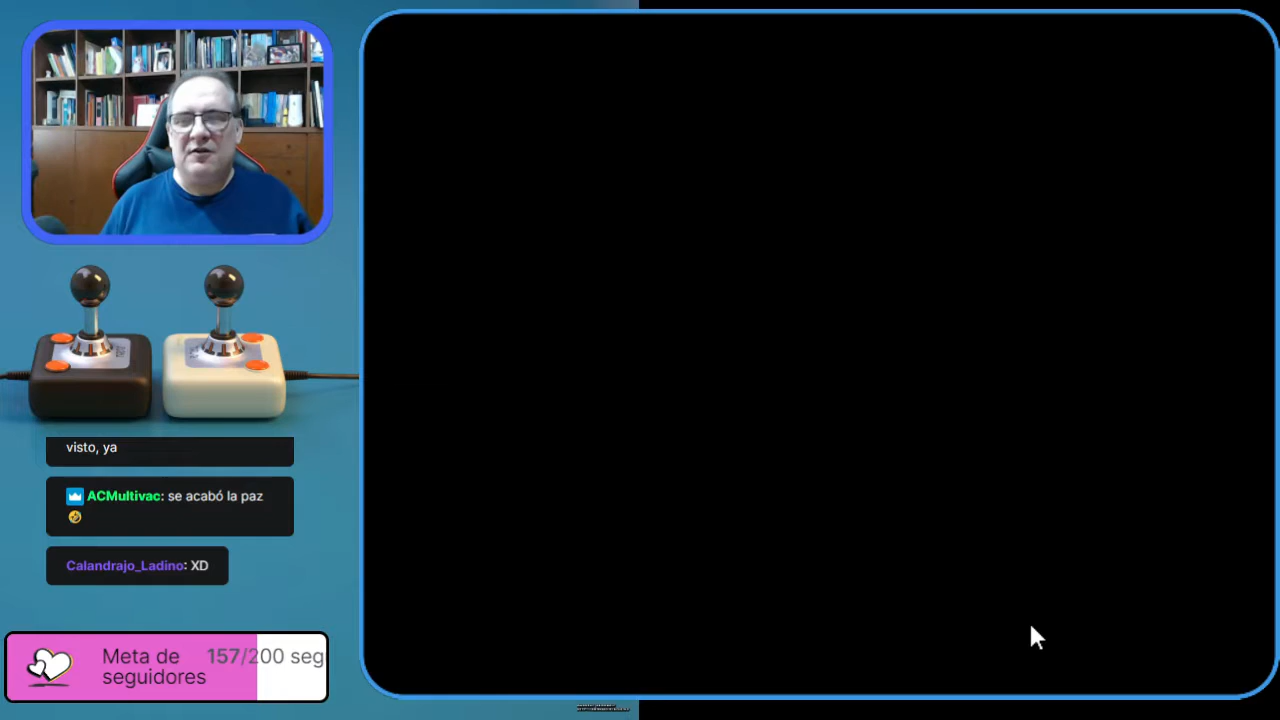 visto, ya
ACMultivac: se acabó la paz
🤣
Calandrajo_Ladino: XD
Meta de
seguidores
157/200 seg